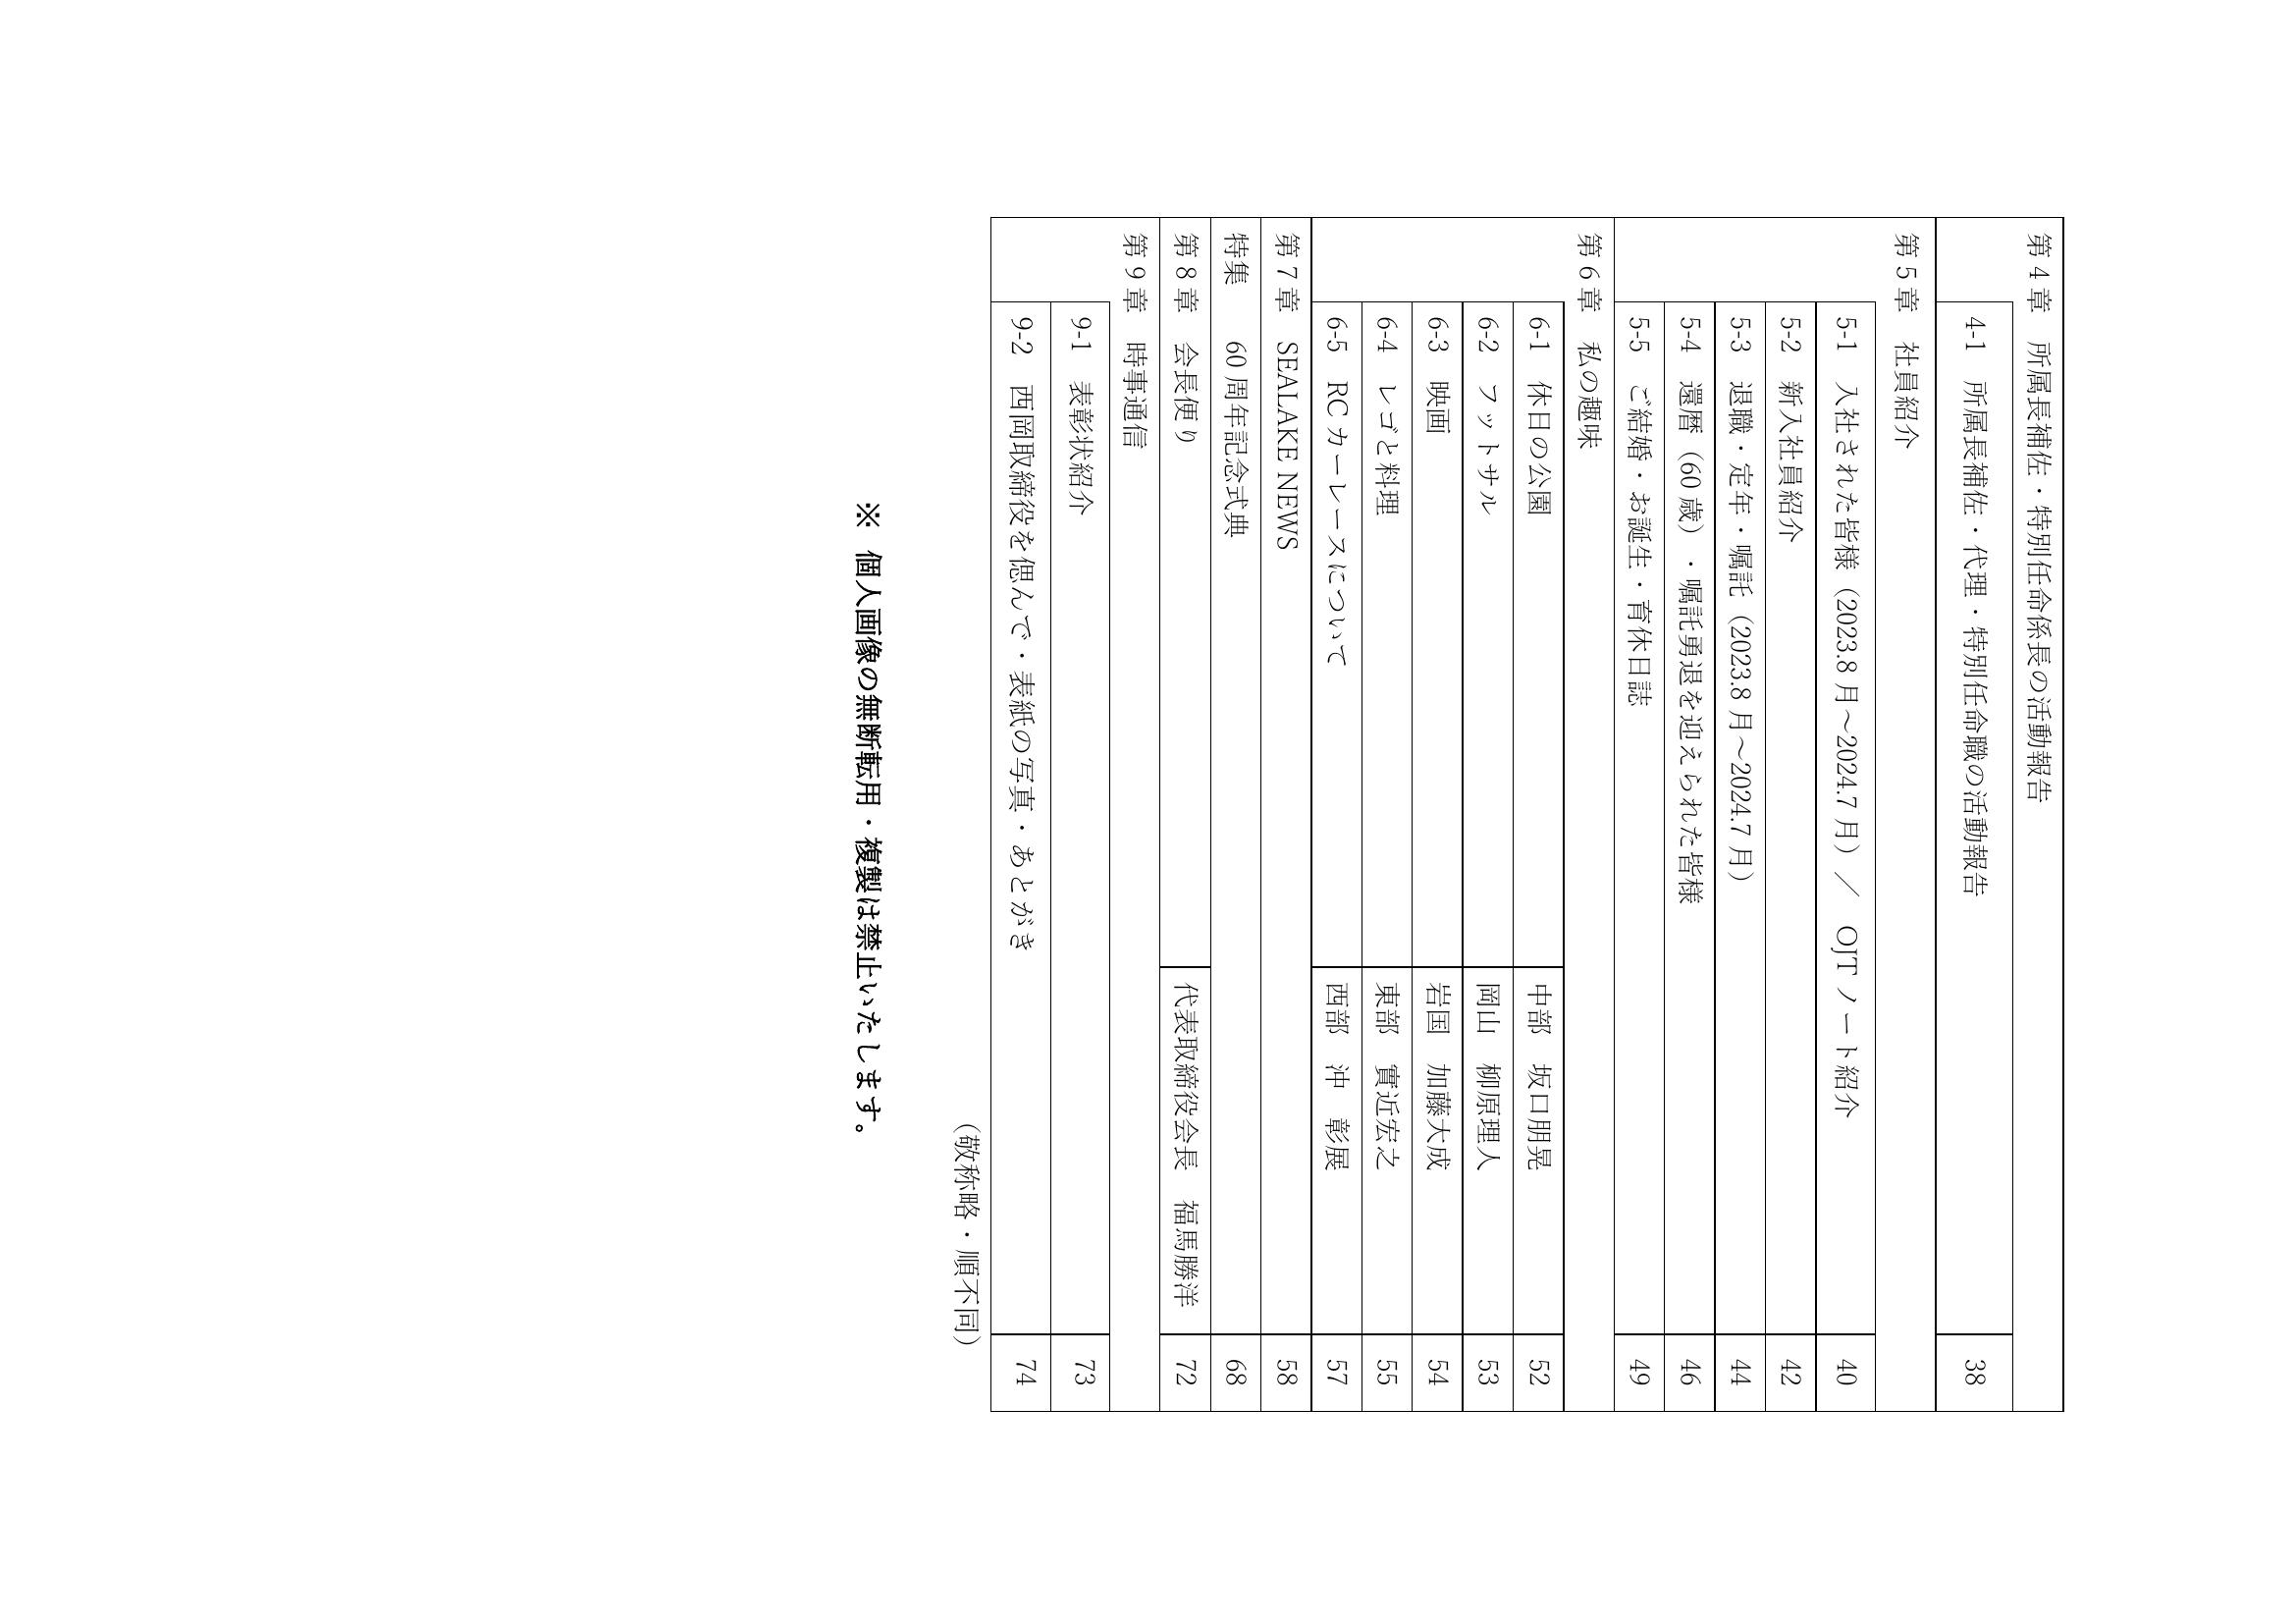 第4章　所属長補佐・特別任命係長の活動報告
4-1　所属長補佐・代理・特別任命職の活動報告　38
第5章　社員紹介
5-1　入社された皆様（2023.8月～2024.7月）／　OJTノート紹介　40
5-2　新入社員紹介　42
5-3　退職・定年・嘱託（2023.8月～2024.7月）　44
5-4　還暦（60歳）・嘱託勇退を迎えられた皆様　46
5-5　ご結婚・お誕生・育休日誌　49
第6章　私の趣味
6-1　休日の公園　中部　坂口朋晃　52
6-2　フットサル　岡山　柳原理人　53
6-3　映画　岩国　加藤大成　54
6-4　レゴと料理　東部　實近宏之　55
6-5　RCカーレースについて　西部　沖　彰展　57
第7章　SEALAKE NEWS　58
特集　60周年記念式典　68
第8章　会長便り　代表取締役会長　福馬勝洋　72
第9章　時事通信
9-1　表彰状紹介　73
9-2　西岡取締役を偲んで・表紙の写真・あとがき　74
（敬称略・順不同）
※ 個人画像の無断転用・複製は禁止いたします。